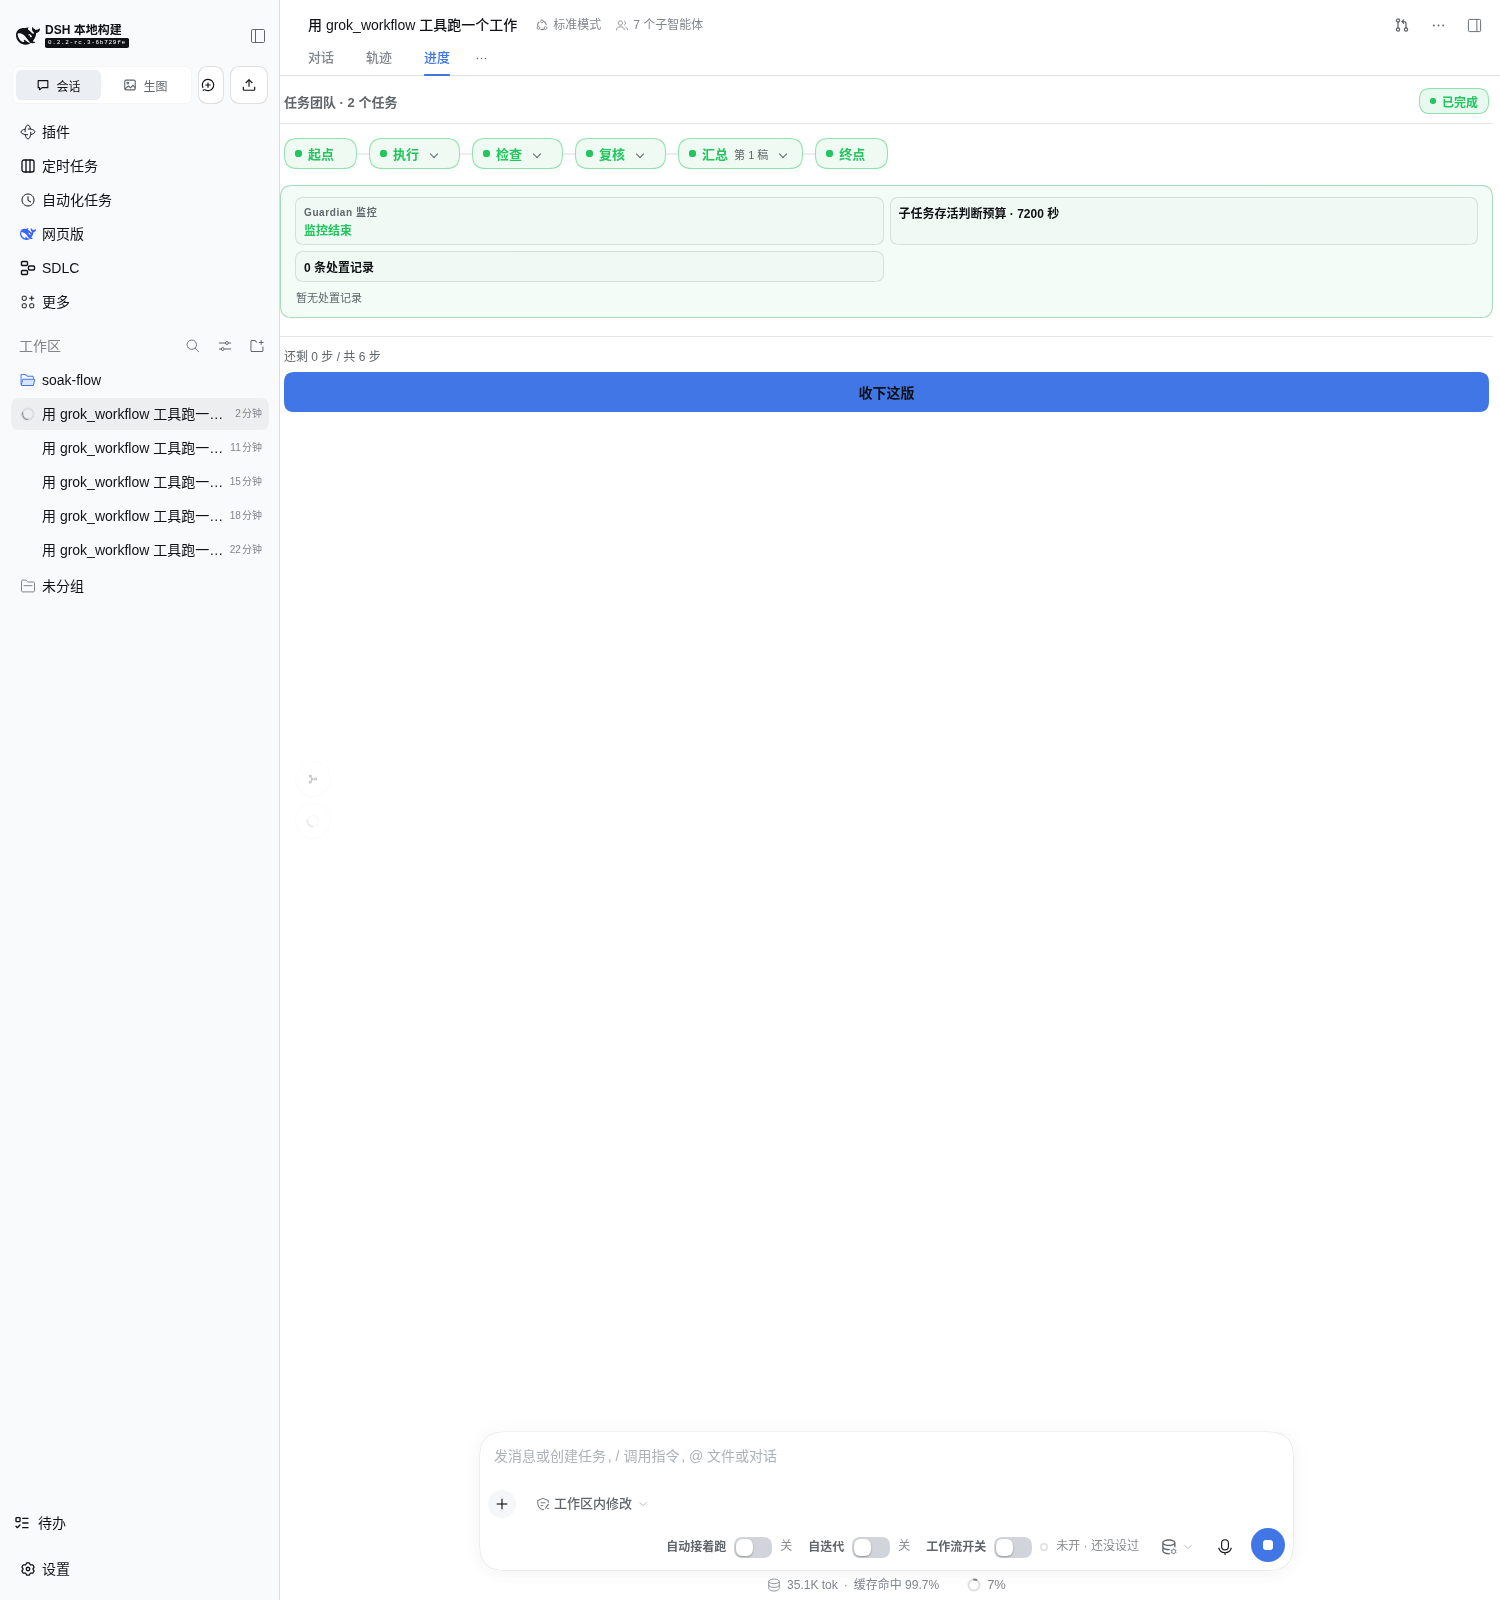 DSH 本地构建
0.2.2-rc.3-6b729fe
会话
生图
插件
定时任务
自动化任务
网页版
SDLC
更多
工作区
soak-flow
用 grok_workflow 工具跑一… 2分钟
用 grok_workflow 工具跑一… 11分钟
用 grok_workflow 工具跑一… 15分钟
用 grok_workflow 工具跑一… 18分钟
用 grok_workflow 工具跑一… 22分钟
未分组
待办
设置
用 grok_workflow 工具跑一个工作 标准模式 7 个子智能体
对话 轨迹 进度 ···
任务团队 · 2 个任务 已完成
起点 执行 检查 复核 汇总 第 1 稿 终点
Guardian 监控
监控结束
子任务存活判断预算 · 7200 秒
0 条处置记录
暂无处置记录
还剩 0 步 / 共 6 步
收下这版
发消息或创建任务, / 调用指令, @ 文件或对话
工作区内修改
自动接着跑 关 自迭代 关 工作流开关 未开 · 还没设过
35.1K tok · 缓存命中 99.7% 7%